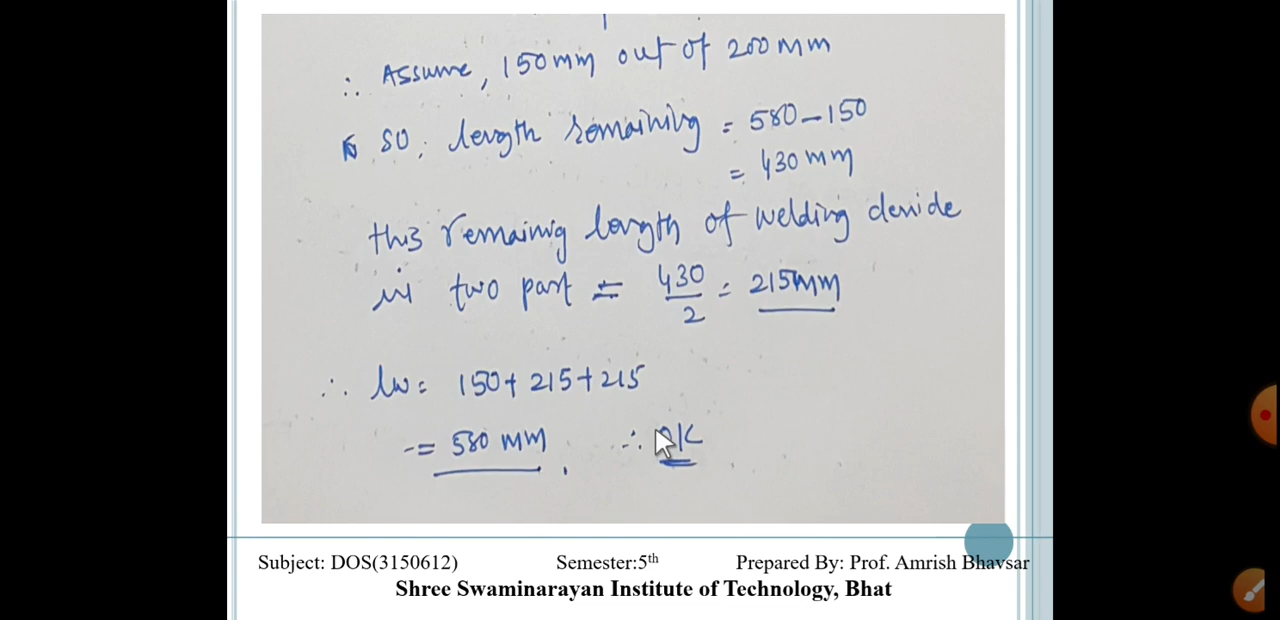 ∴ Assume, 150mm out of 200mm
so, length remaining = 580-150
= 430 mm
this remainig length of welding devide
in two part = 430/2 = 215mm
∴ lw = 150+215+215
= 580 mm. ∴ OK
Subject: DOS(3150612) Semester:5th Prepared By: Prof. Amrish Bhavsar
Shree Swaminarayan Institute of Technology, Bhat